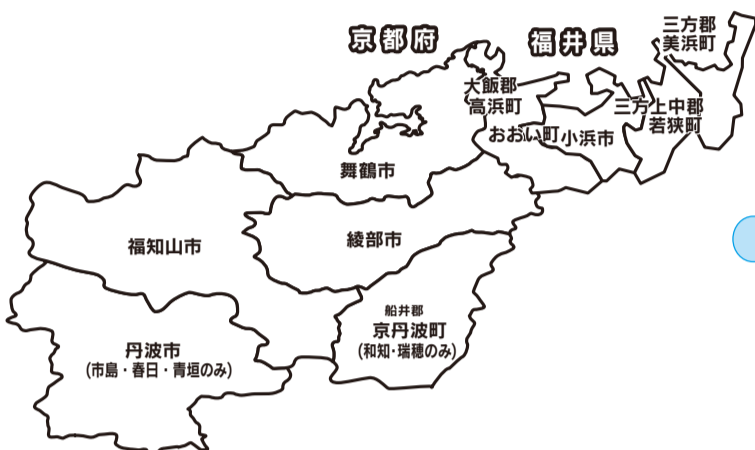 京都府
福井県
三方郡
美浜町
大飯郡
高浜町
三方上中郡
若狭町
おおい町
小浜市
舞鶴市
福知山市
綾部市
船井郡
京丹波町
(和知・瑞穂のみ)
丹波市
(市島・春日・青垣のみ)